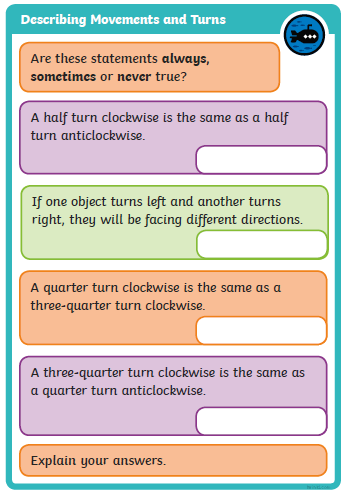 Describing Movements and Turns
Are these statements always,
sometimes or never true?
A half turn clockwise is the same as a half
turn anticlockwise.
If one object turns left and another turns
right, they will be facing different directions.
A quarter turn clockwise is the same as a
three-quarter turn clockwise.
A three-quarter turn clockwise is the same as
a quarter turn anticlockwise.
Explain your answers.